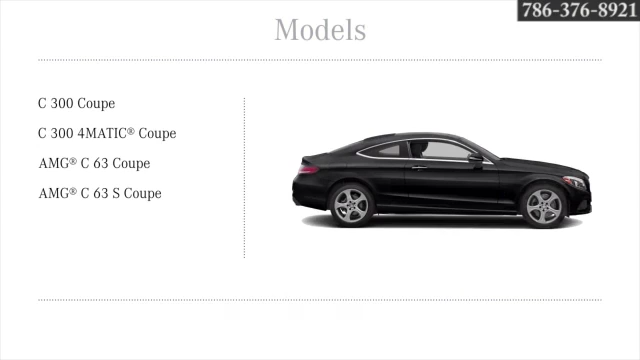 786-376-8921
Models
C 300 Coupe
C 300 4MATIC® Coupe
AMG® C 63 Coupe
AMG® C 63 S Coupe